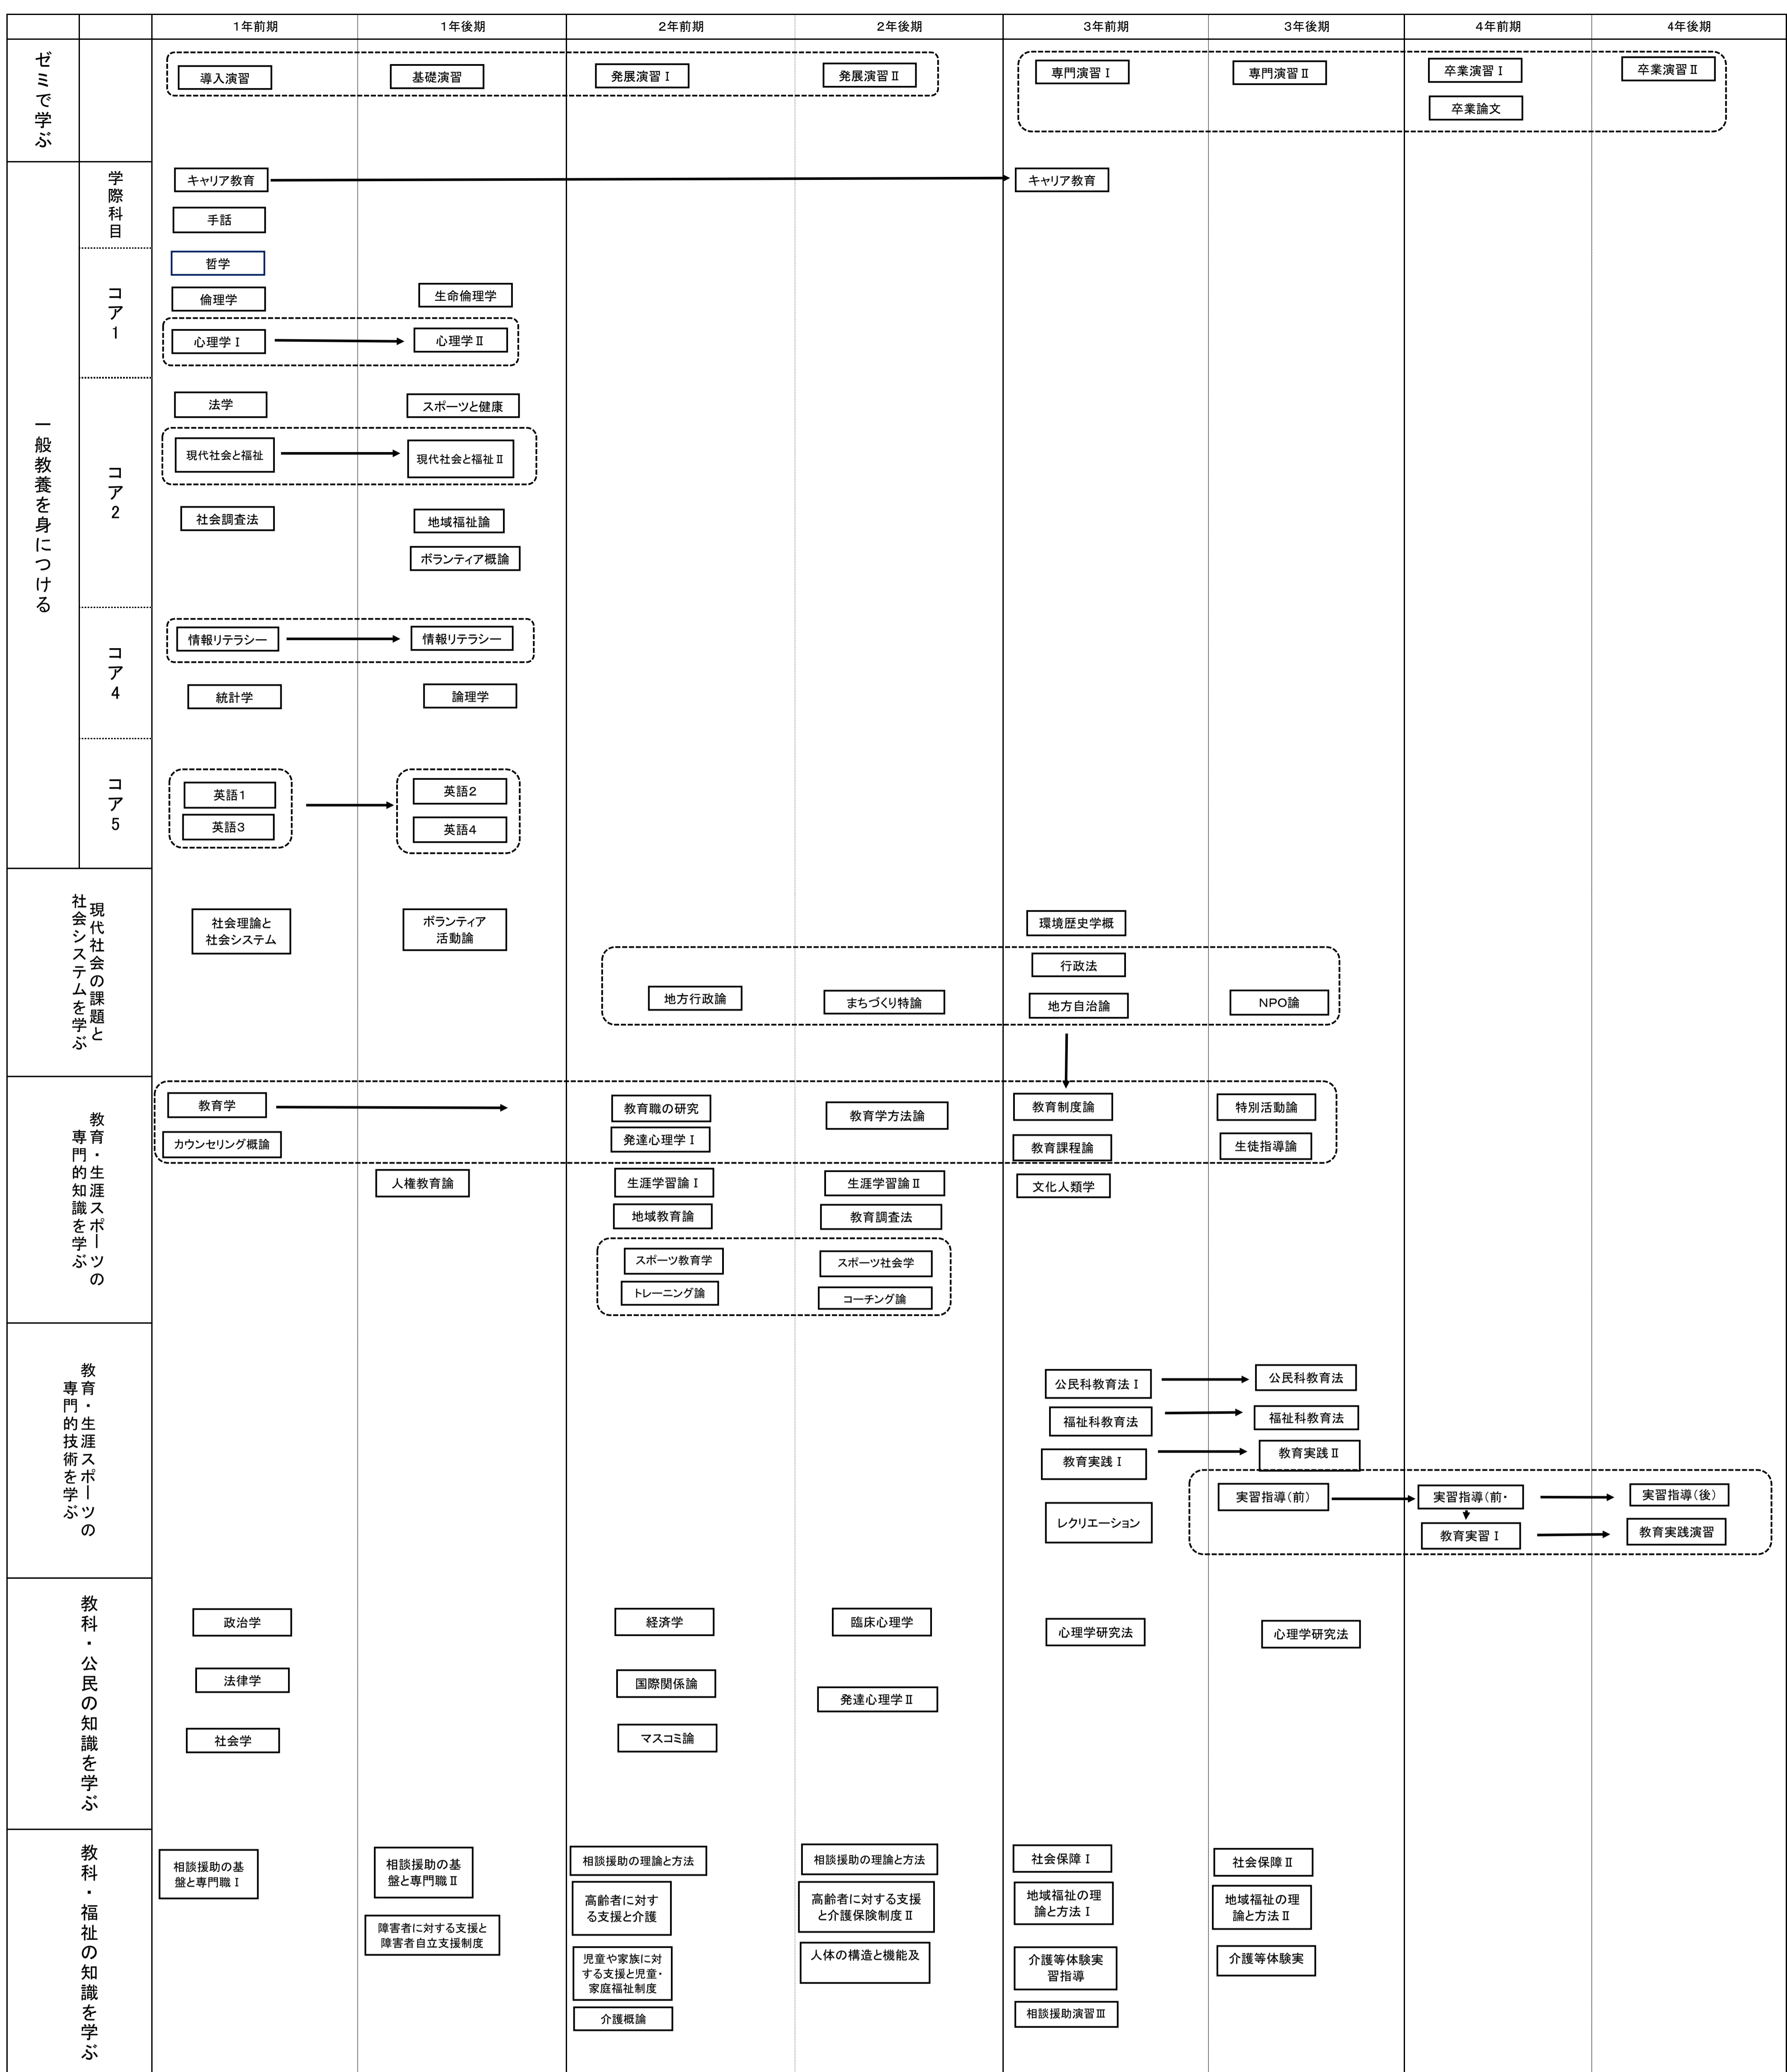 1年前期
1年後期
2年前期
2年後期
3年前期
3年後期
4年前期
4年後期
ゼミで学ぶ
導入演習
基礎演習
発展演習Ⅰ
発展演習Ⅱ
専門演習Ⅰ
専門演習Ⅱ
卒業演習Ⅰ
卒業演習Ⅱ
卒業論文
一般教養を身につける
学際科目
キャリア教育
キャリア教育
手話
コア1
哲学
倫理学
生命倫理学
心理学Ⅰ
心理学Ⅱ
コア2
法学
スポーツと健康
現代社会と福祉
現代社会と福祉Ⅱ
社会調査法
地域福祉論
ボランティア概論
コア4
情報リテラシー
情報リテラシー
統計学
論理学
コア5
英語1
英語2
英語3
英語4
現代社会の課題と
社会システムを学ぶ
社会理論と
社会システム
ボランティア
活動論
環境歴史学概
行政法
地方行政論
まちづくり特論
地方自治論
NPO論
教育・生涯スポーツの
専門的知識を学ぶ
教育学
教育職の研究
教育学方法論
教育制度論
特別活動論
カウンセリング概論
発達心理学Ⅰ
教育課程論
生徒指導論
人権教育論
生涯学習論Ⅰ
生涯学習論Ⅱ
文化人類学
地域教育論
教育調査法
スポーツ教育学
スポーツ社会学
トレーニング論
コーチング論
教育・生涯スポーツの
専門的技術を学ぶ
公民科教育法Ⅰ
公民科教育法
福祉科教育法
福祉科教育法
教育実践Ⅰ
教育実践Ⅱ
実習指導(前)
実習指導(前・
実習指導(後)
レクリエーション
教育実習Ⅰ
教育実践演習
教科・公民の知識を学ぶ
政治学
経済学
臨床心理学
心理学研究法
心理学研究法
法律学
国際関係論
発達心理学Ⅱ
社会学
マスコミ論
教科・福祉の知識を学ぶ
相談援助の基
盤と専門職Ⅰ
相談援助の基
盤と専門職Ⅱ
相談援助の理論と方法
相談援助の理論と方法
社会保障Ⅰ
社会保障Ⅱ
高齢者に対す
る支援と介護
高齢者に対する支援
と介護保険制度Ⅱ
地域福祉の理
論と方法Ⅰ
地域福祉の理
論と方法Ⅱ
障害者に対する支援と
障害者自立支援制度
児童や家族に対
する支援と児童・
家庭福祉制度
人体の構造と機能及
介護等体験実
習指導
介護等体験実
介護概論
相談援助演習Ⅲ